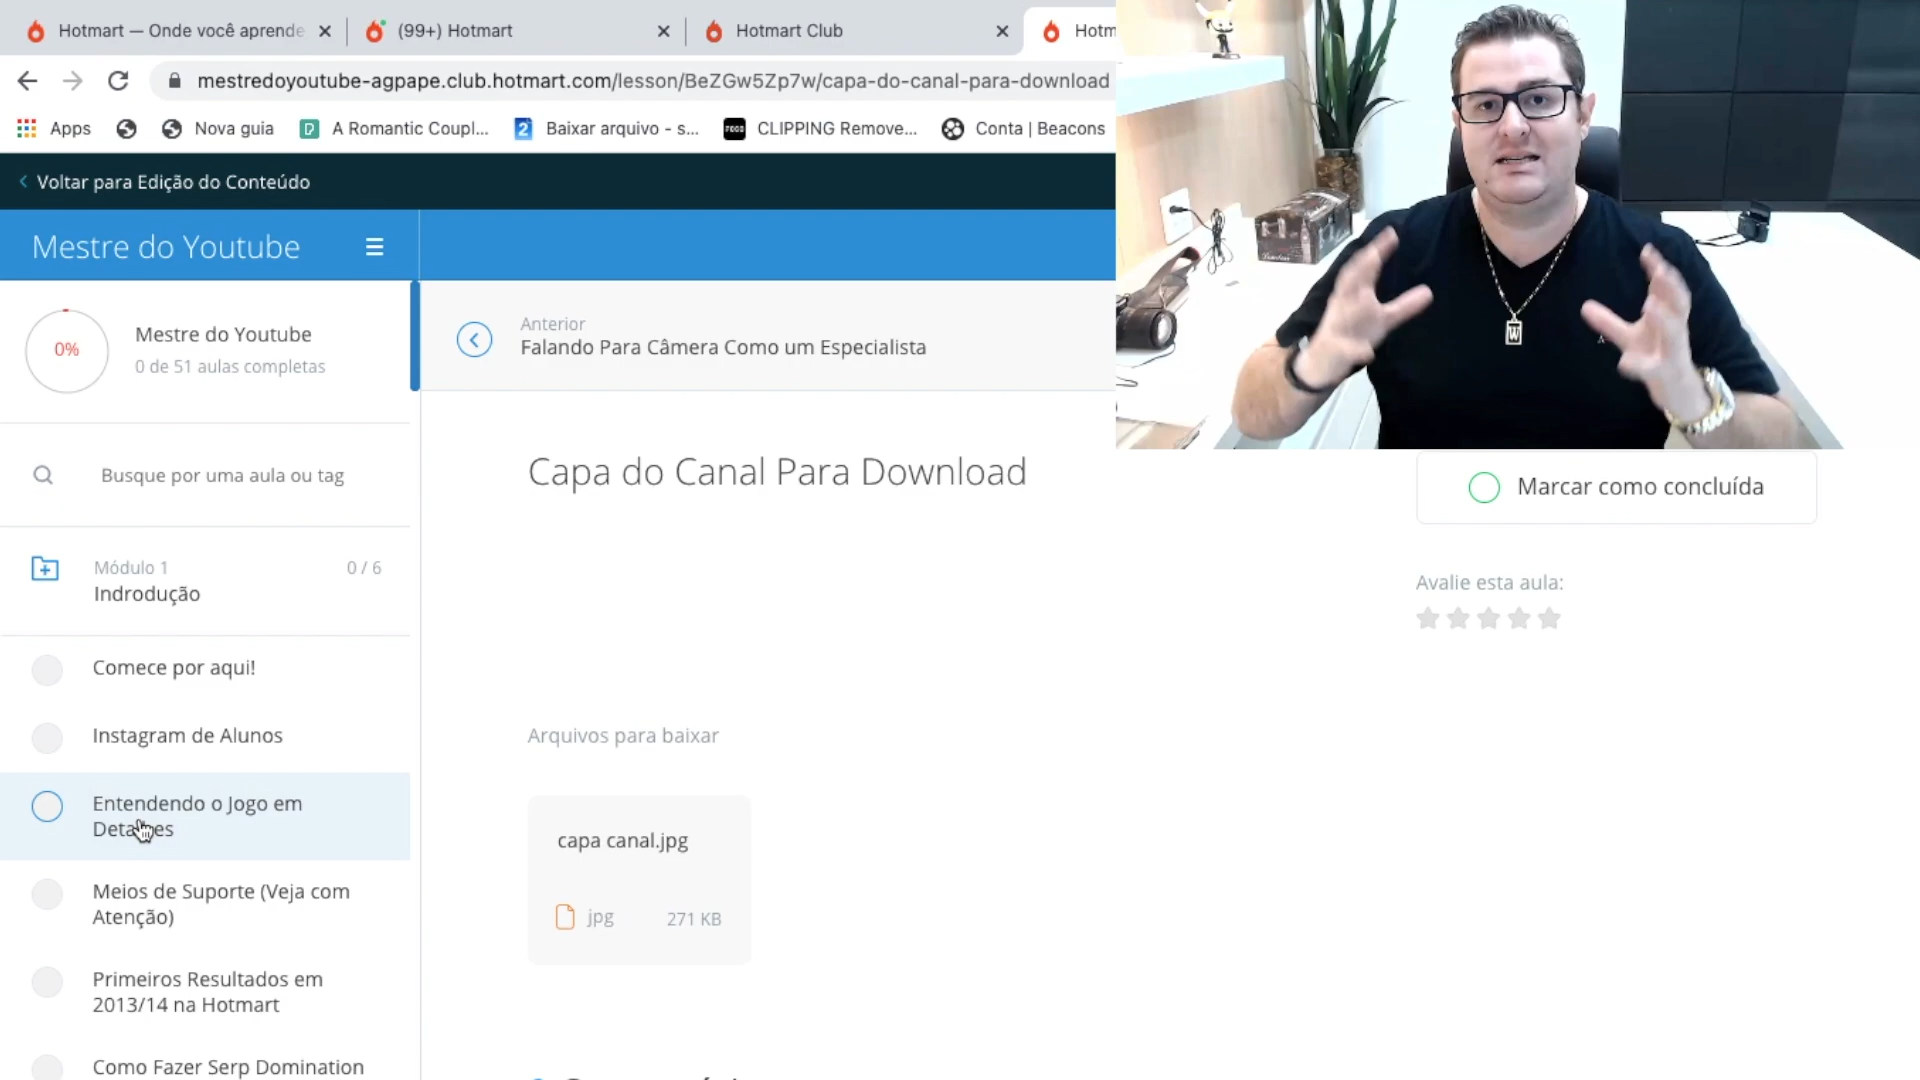 Hotmart — Onde você aprende
(99+) Hotmart
Hotmart Club
Hotm
mestredoyoutube-agpape.club.hotmart.com/lesson/BeZGw5Zp7w/capa-do-canal-para-download
Apps
Nova guia
A Romantic Coupl...
Baixar arquivo - s...
CLIPPING Remove...
Conta | Beacons
Voltar para Edição do Conteúdo
Mestre do Youtube
0%
Mestre do Youtube
0 de 51 aulas completas
Busque por uma aula ou tag
Módulo 1
0 / 6
Indrodução
Comece por aqui!
Instagram de Alunos
Entendendo o Jogo em
Detalhes
Meios de Suporte (Veja com
Atenção)
Primeiros Resultados em
2013/14 na Hotmart
Como Fazer Serp Domination
Anterior
Falando Para Câmera Como um Especialista
Capa do Canal Para Download
Arquivos para baixar
capa canal.jpg
jpg
271 KB
Marcar como concluída
Avalie esta aula:
W